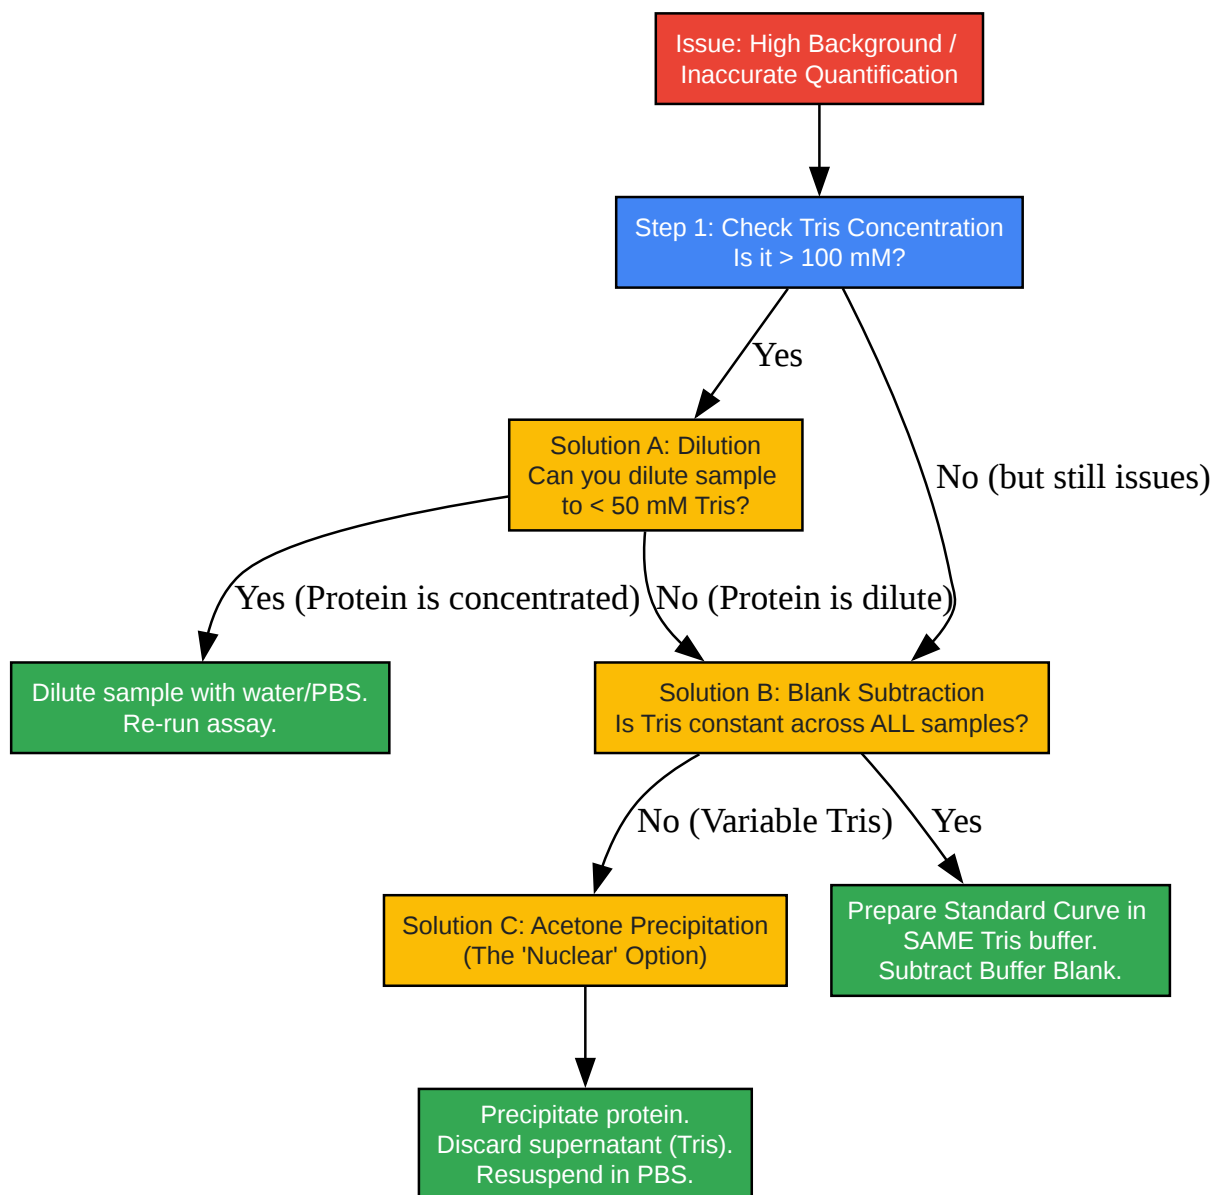 Issue: High Background /
Inaccurate Quantification
Step 1: Check Tris Concentration
Is it > 100 mM?
Yes
Solution A: Dilution
Can you dilute sample
to < 50 mM Tris?
No (but still issues)
Yes (Protein is concentrated)
No (Protein is dilute)
Dilute sample with water/PBS.
Re-run assay.
Solution B: Blank Subtraction
Is Tris constant across ALL samples?
No (Variable Tris)
Yes
Solution C: Acetone Precipitation
(The 'Nuclear' Option)
Prepare Standard Curve in
SAME Tris buffer.
Subtract Buffer Blank.
Precipitate protein.
Discard supernatant (Tris).
Resuspend in PBS.